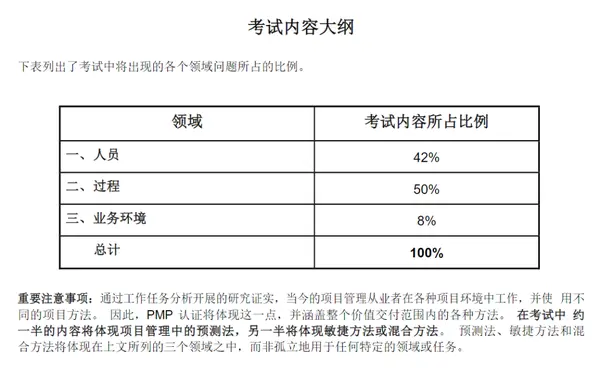 考试内容大纲
下表列出了考试中将出现的各个领域问题所占的比例。
领域 考试内容所占比例
一、人员 42%
二、过程 50%
三、业务环境 8%
总计 100%
重要注意事项：通过工作任务分析开展的研究证实，当今的项目管理从业者在各种项目环境中工作，并使 用不
同的项目方法。 因此，PMP 认证将体现这一点，并涵盖整个价值交付范围内的各种方法。 在考试中 约
一半的内容将体现项目管理中的预测法，另一半将体现敏捷方法或混合方法。 预测法、敏捷方法和混
合方法将体现在上文所列的三个领域之中，而非孤立地用于任何特定的领域或任务。